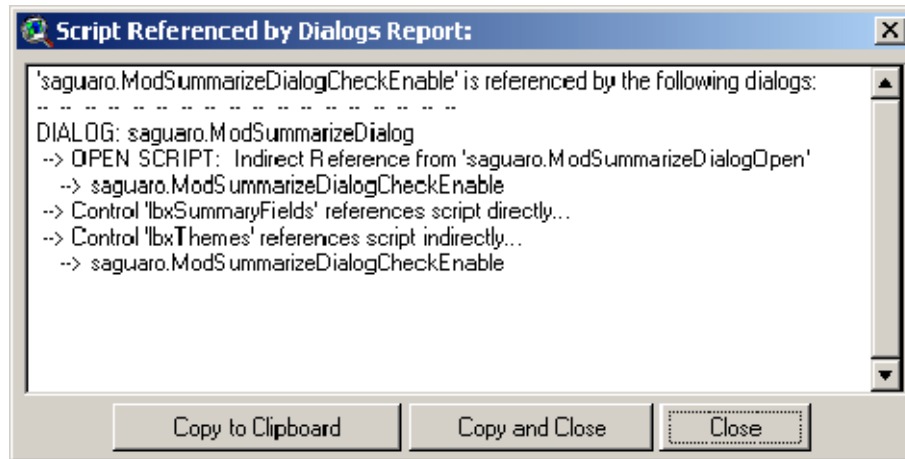 Script Referenced by Dialogs Report:
'saguaro.ModSummarizeDialogCheckEnable' is referenced by the following dialogs:
-- -- -- -- -- -- -- -- -- -- -- -- -- -- -- -- -- --
DIALOG: saguaro.ModSummarizeDialog
--> OPEN SCRIPT: Indirect Reference from 'saguaro.ModSummarizeDialogOpen'
--> saguaro.ModSummarizeDialogCheckEnable
--> Control 'lbxSummaryFields' references script directly...
--> Control 'lbxThemes' references script indirectly...
--> saguaro.ModSummarizeDialogCheckEnable
Copy to Clipboard
Copy and Close
Close